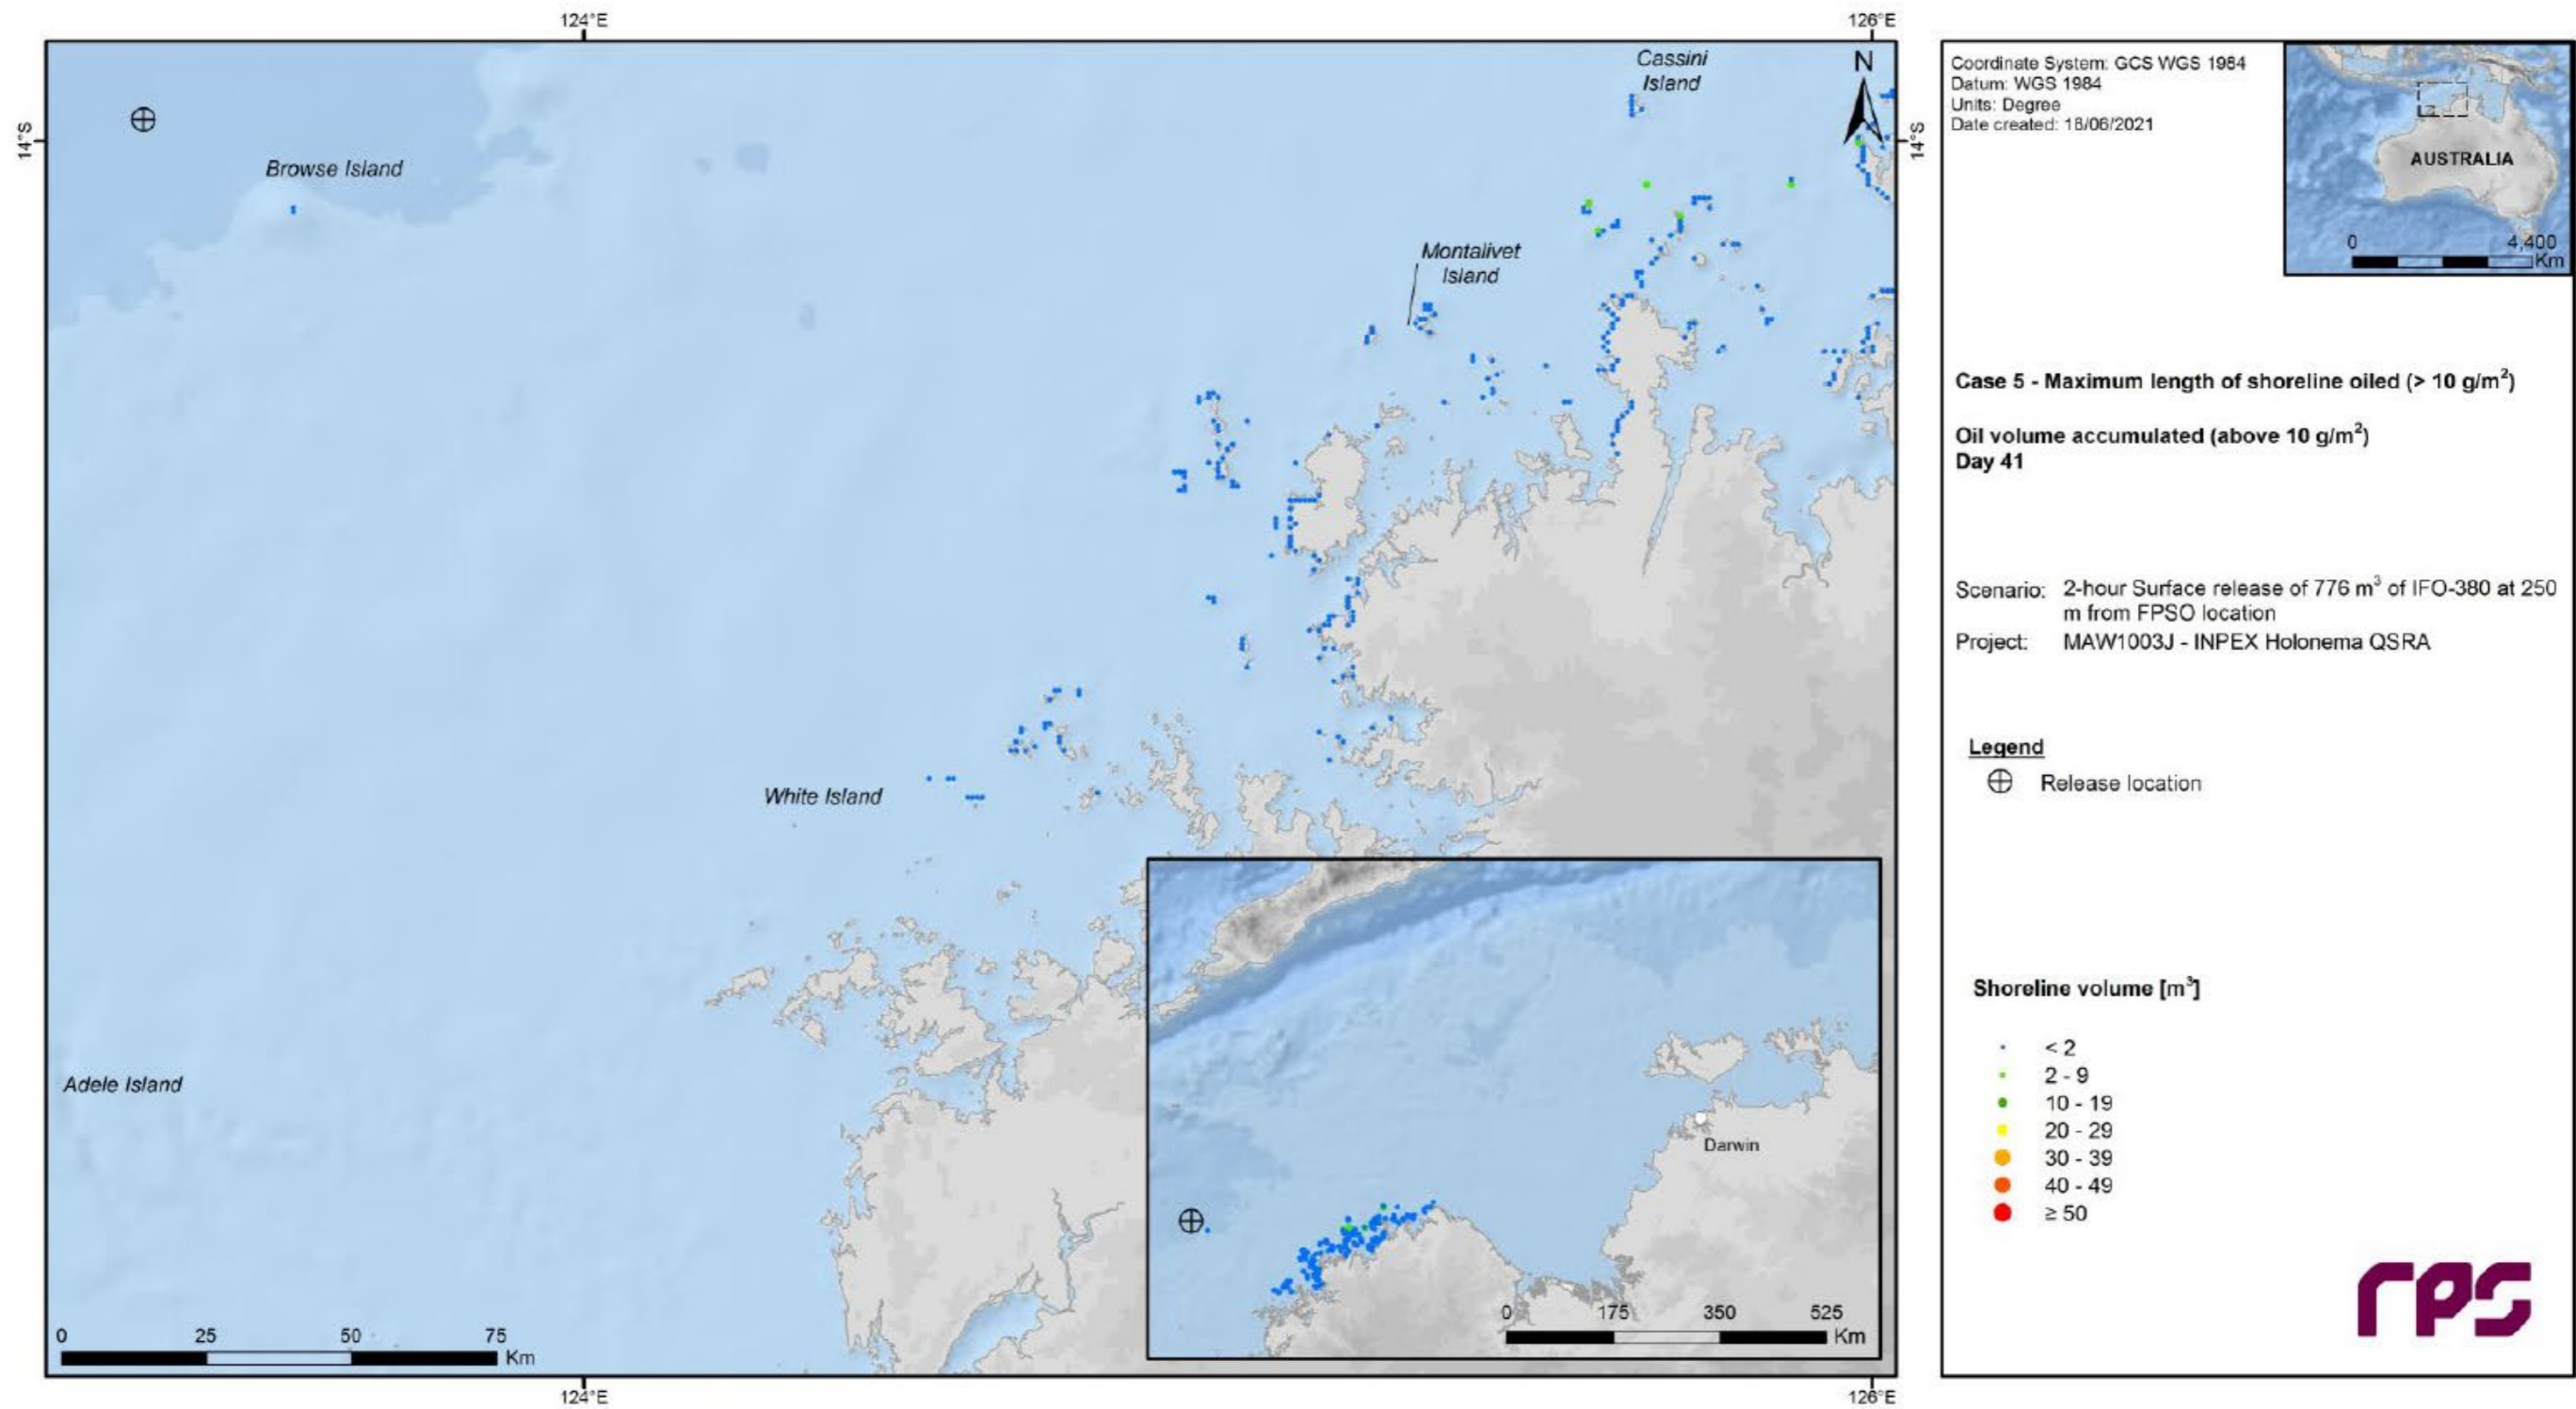 124°E
126°E
14°S
14°S
Cassini
Island
N
Browse Island
Montalivet
Island
White Island
Adele Island
Darwin
0 175 350 525
Km
0 25 50 75
Km
124°E
126°E
Coordinate System: GCS WGS 1984
Datum: WGS 1984
Units: Degree
Date created: 18/06/2021
AUSTRALIA
0 4,400
Km
Case 5 - Maximum length of shoreline oiled (> 10 g/m²)
Oil volume accumulated (above 10 g/m²)
Day 41
Scenario: 2-hour Surface release of 776 m³ of IFO-380 at 250
m from FPSO location
Project: MAW1003J - INPEX Holonema QSRA
Legend
Release location
Shoreline volume [m³]
< 2
2 - 9
10 - 19
20 - 29
30 - 39
40 - 49
≥ 50
rps